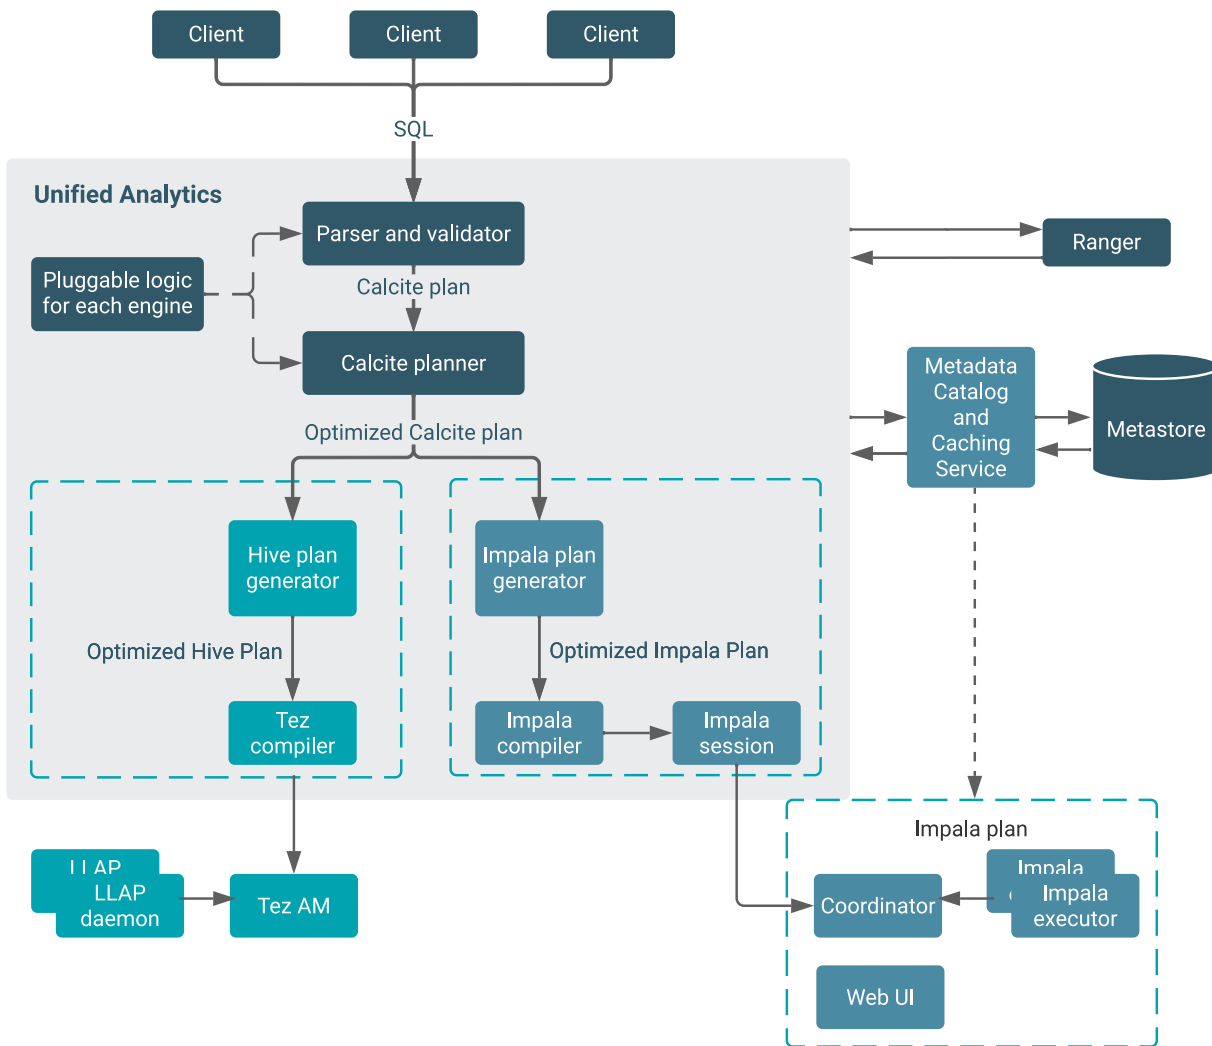 Client
Client
Client
SQL
Unified Analytics
Parser and validator
Ranger
Pluggable logic
for each engine
Calcite plan
Calcite planner
Metadata
Catalog
and
Caching
Service
Metastore
Optimized Calcite plan
Hive plan
generator
Impala plan
generator
Optimized Hive Plan
Optimized Impala Plan
Tez
compiler
Impala
compiler
Impala
session
Impala plan
LLAP
LLAP
daemon
Tez AM
Coordinator
Impala
Impala
executor
Web UI